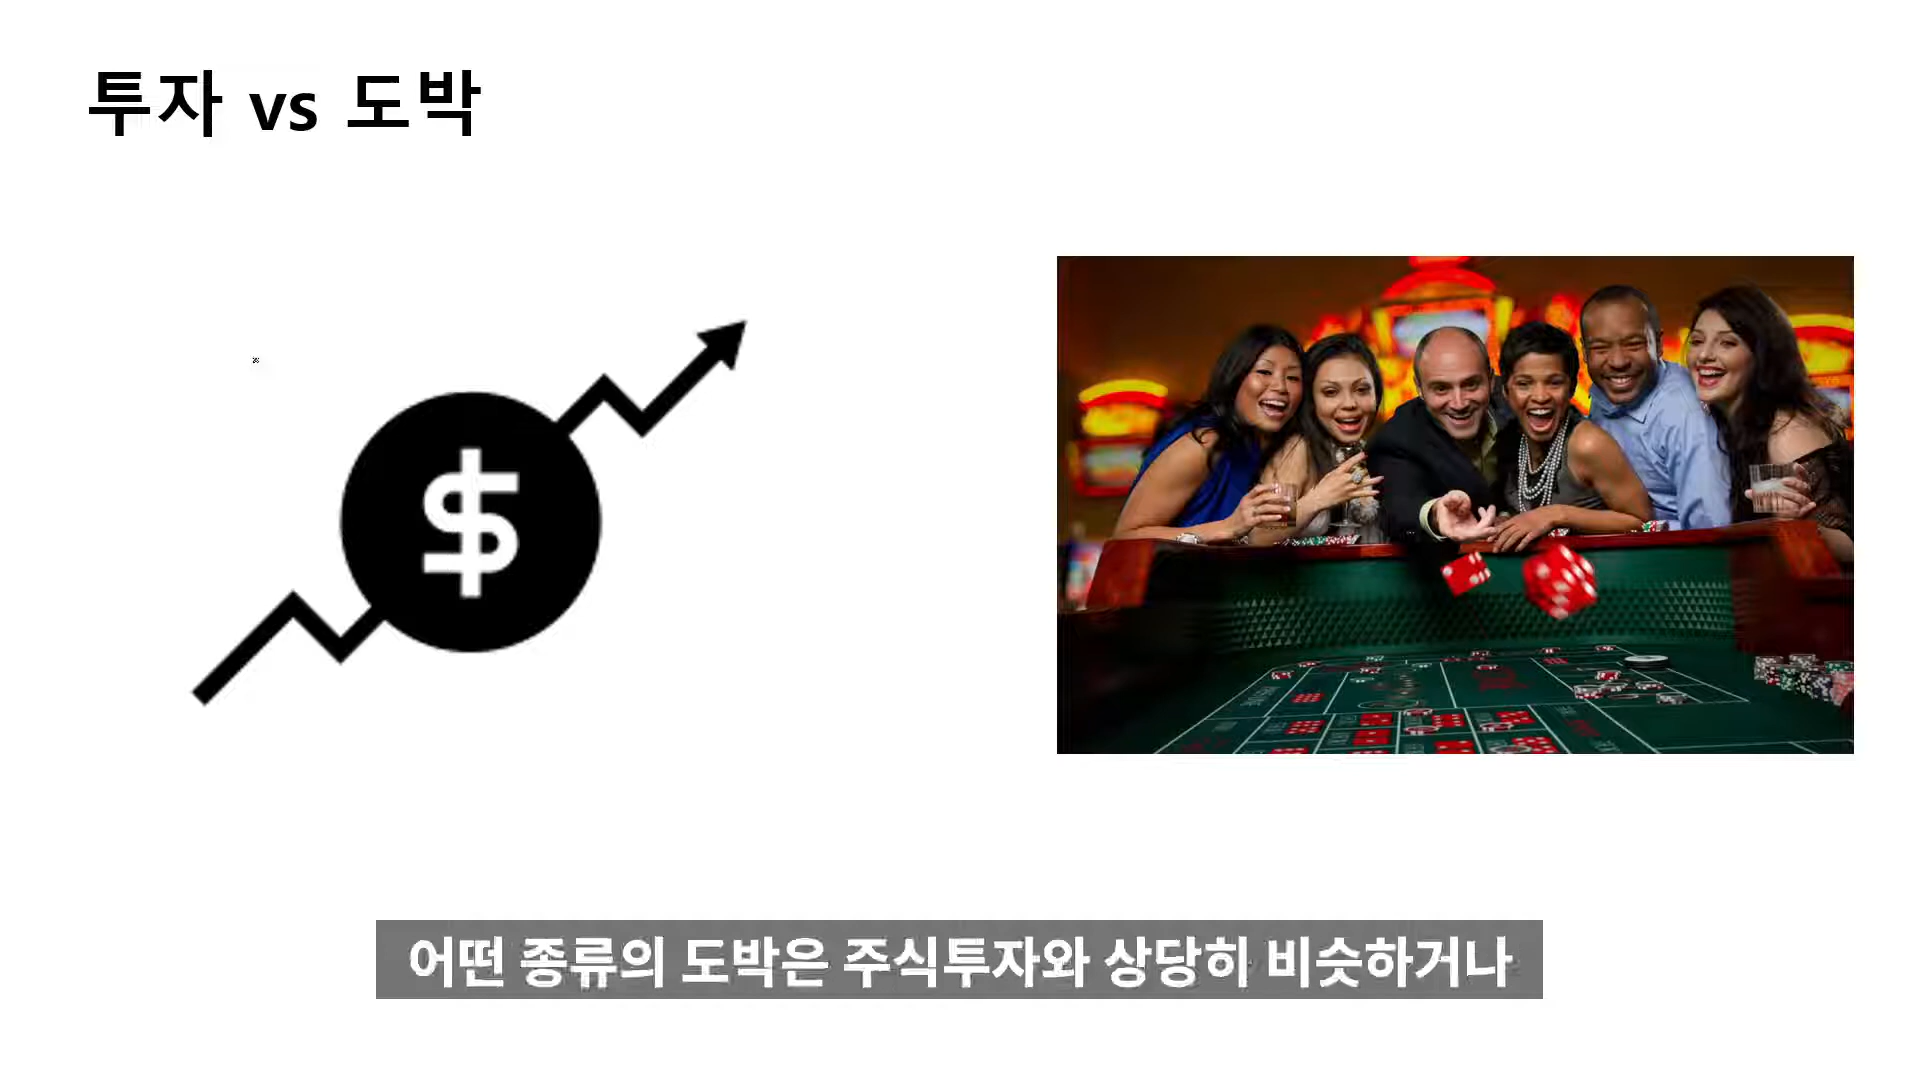 투자 vs 도박
$
어떤 종류의 도박은 주식투자와 상당히 비슷하거나